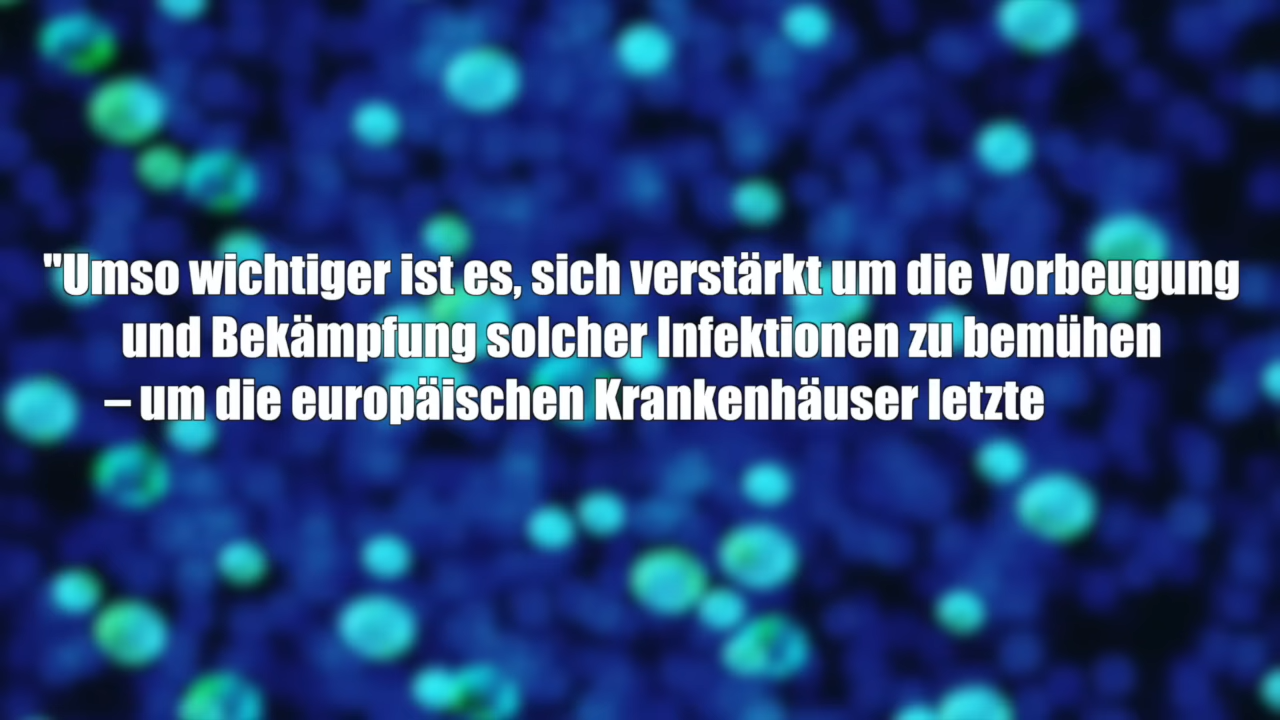 "Umso wichtiger ist es, sich verstärkt um die Vorbeugung
und Bekämpfung solcher Infektionen zu bemühen
– um die europäischen Krankenhäuser letzte